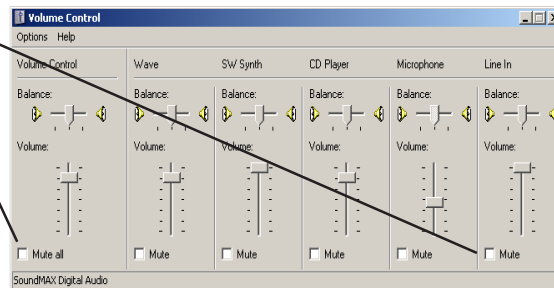 Volume Control
Options Help
Volume Control Wave SW Synth CD Player Microphone Line In
Balance: Balance: Balance: Balance: Balance: Balance:
Volume: Volume: Volume: Volume: Volume: Volume:
Mute all Mute Mute Mute Mute Mute
SoundMAX Digital Audio